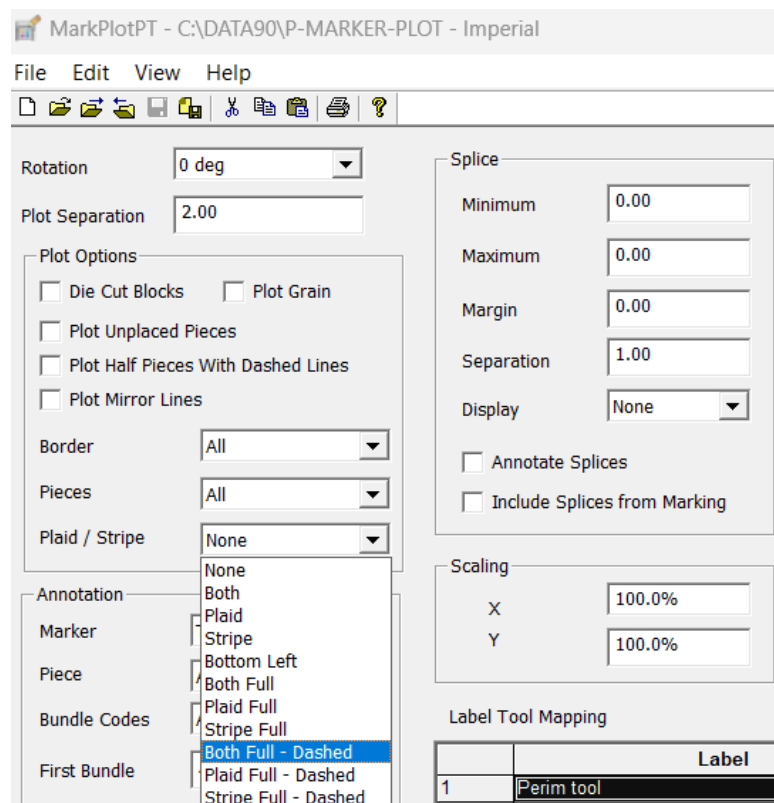 MarkPlotPT - C:\DATA90\P-MARKER-PLOT - Imperial
File Edit View Help
Rotation
0 deg
Plot Separation
2.00
Plot Options
Die Cut Blocks
Plot Grain
Plot Unplaced Pieces
Plot Half Pieces With Dashed Lines
Plot Mirror Lines
Border
All
Pieces
All
Plaid / Stripe
None
None
Both
Plaid
Stripe
Bottom Left
Both Full
Plaid Full
Stripe Full
Both Full - Dashed
Plaid Full - Dashed
Stripe Full - Dashed
Annotation
Marker
Piece
Bundle Codes
First Bundle
Splice
Minimum
0.00
Maximum
0.00
Margin
0.00
Separation
1.00
Display
None
Annotate Splices
Include Splices from Marking
Scaling
X
100.0%
Y
100.0%
Label Tool Mapping
Label
1 Perim tool